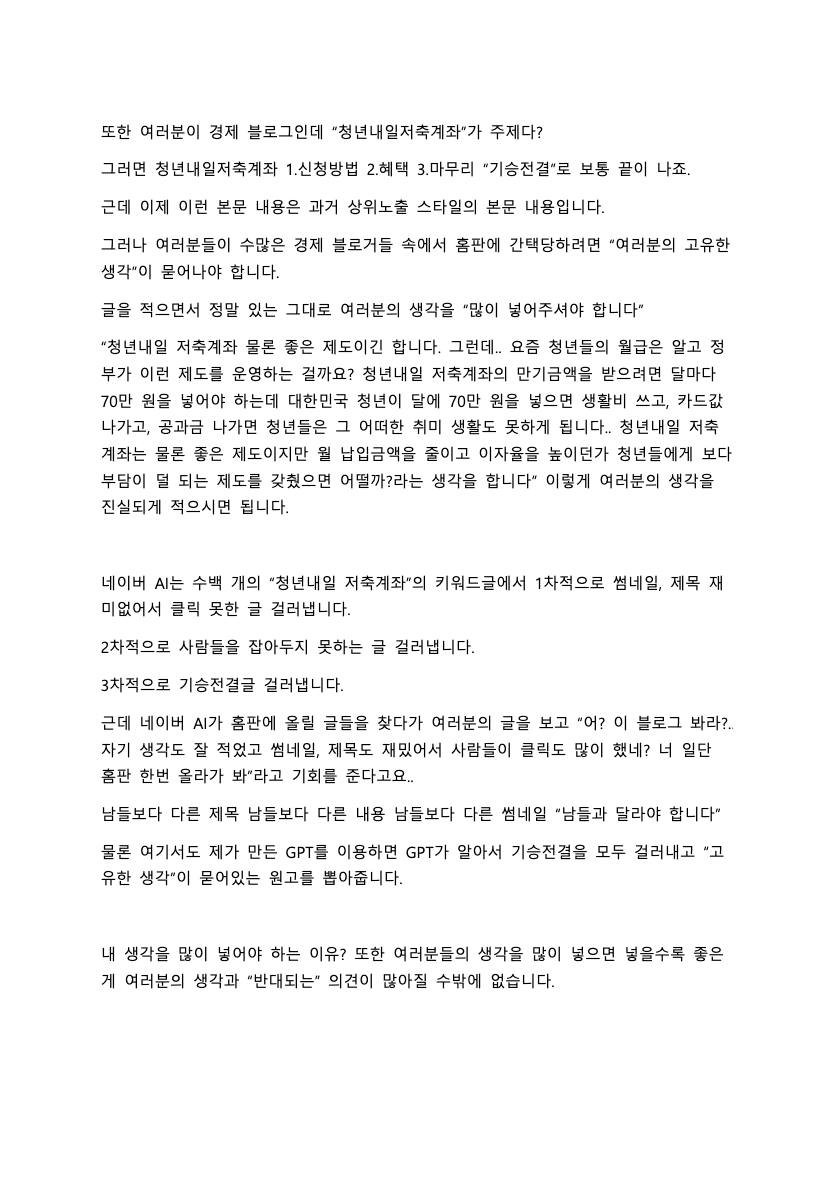 또한 여러분이 경제 블로그인데 “청년내일저축계좌”가 주제다?
그러면 청년내일저축계좌 1.신청방법 2.혜택 3.마무리 “기승전결”로 보통 끝이 나죠.
근데 이제 이런 본문 내용은 과거 상위노출 스타일의 본문 내용입니다.
그러나 여러분들이 수많은 경제 블로거들 속에서 홈판에 간택당하려면 “여러분의 고유한
생각”이 묻어나야 합니다.
글을 적으면서 정말 있는 그대로 여러분의 생각을 “많이 넣어주셔야 합니다”
“청년내일 저축계좌 물론 좋은 제도이긴 합니다. 그런데.. 요즘 청년들의 월급은 알고 정
부가 이런 제도를 운영하는 걸까요? 청년내일 저축계좌의 만기금액을 받으려면 달마다
70만 원을 넣어야 하는데 대한민국 청년이 달에 70만 원을 넣으면 생활비 쓰고, 카드값
나가고, 공과금 나가면 청년들은 그 어떠한 취미 생활도 못하게 됩니다.. 청년내일 저축
계좌는 물론 좋은 제도이지만 월 납입금액을 줄이고 이자율을 높이던가 청년들에게 보다
부담이 덜 되는 제도를 갖췄으면 어떨까?라는 생각을 합니다” 이렇게 여러분의 생각을
진실되게 적으시면 됩니다.
네이버 AI는 수백 개의 “청년내일 저축계좌”의 키워드글에서 1차적으로 썸네일, 제목 재
미없어서 클릭 못한 글 걸러냅니다.
2차적으로 사람들을 잡아두지 못하는 글 걸러냅니다.
3차적으로 기승전결글 걸러냅니다.
근데 네이버 AI가 홈판에 올릴 글들을 찾다가 여러분의 글을 보고 “어? 이 블로그 봐라?..
자기 생각도 잘 적었고 썸네일, 제목도 재밌어서 사람들이 클릭도 많이 했네? 너 일단
홈판 한번 올라가 봐”라고 기회를 준다고요..
남들보다 다른 제목 남들보다 다른 내용 남들보다 다른 썸네일 “남들과 달라야 합니다”
물론 여기서도 제가 만든 GPT를 이용하면 GPT가 알아서 기승전결을 모두 걸러내고 “고
유한 생각”이 묻어있는 원고를 뽑아줍니다.
내 생각을 많이 넣어야 하는 이유? 또한 여러분들의 생각을 많이 넣으면 넣을수록 좋은
게 여러분의 생각과 “반대되는” 의견이 많아질 수밖에 없습니다.